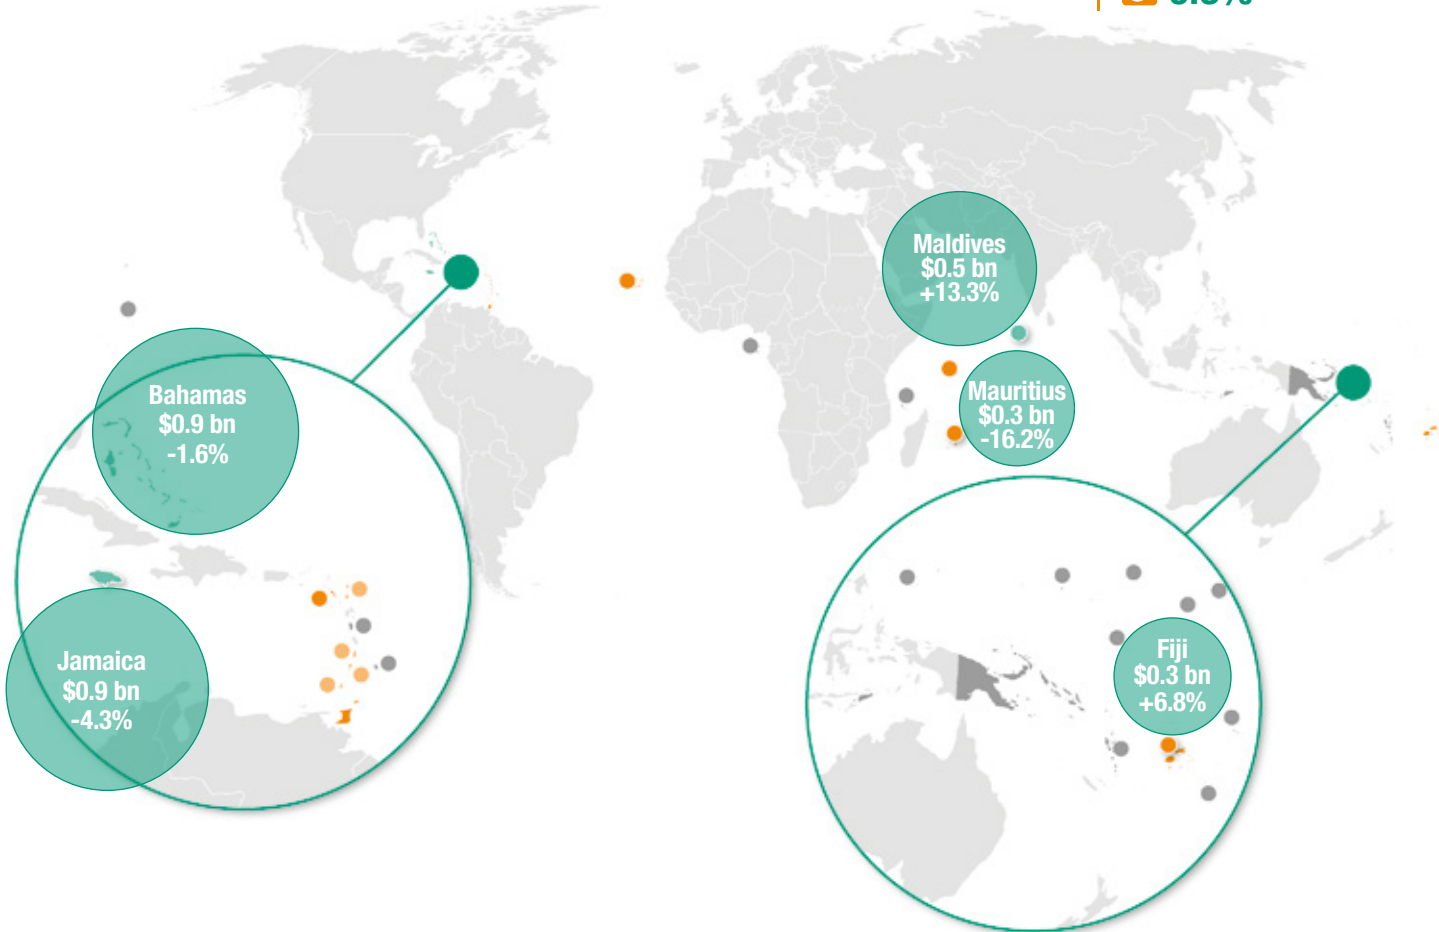 Maldives
$0.5 bn
+13.3%
Mauritius
$0.3 bn
-16.2%
Bahamas
$0.9 bn
-1.6%
Jamaica
$0.9 bn
-4.3%
Fiji
$0.3 bn
+6.8%